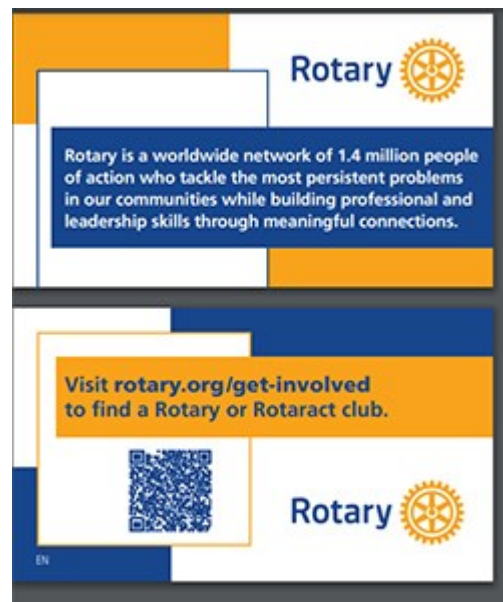 Rotary
Rotary is a worldwide network of 1.4 million people
of action who tackle the most persistent problems
in our communities while building professional and
leadership skills through meaningful connections.
Visit rotary.org/get-involved
to find a Rotary or Rotaract club.
Rotary
EN